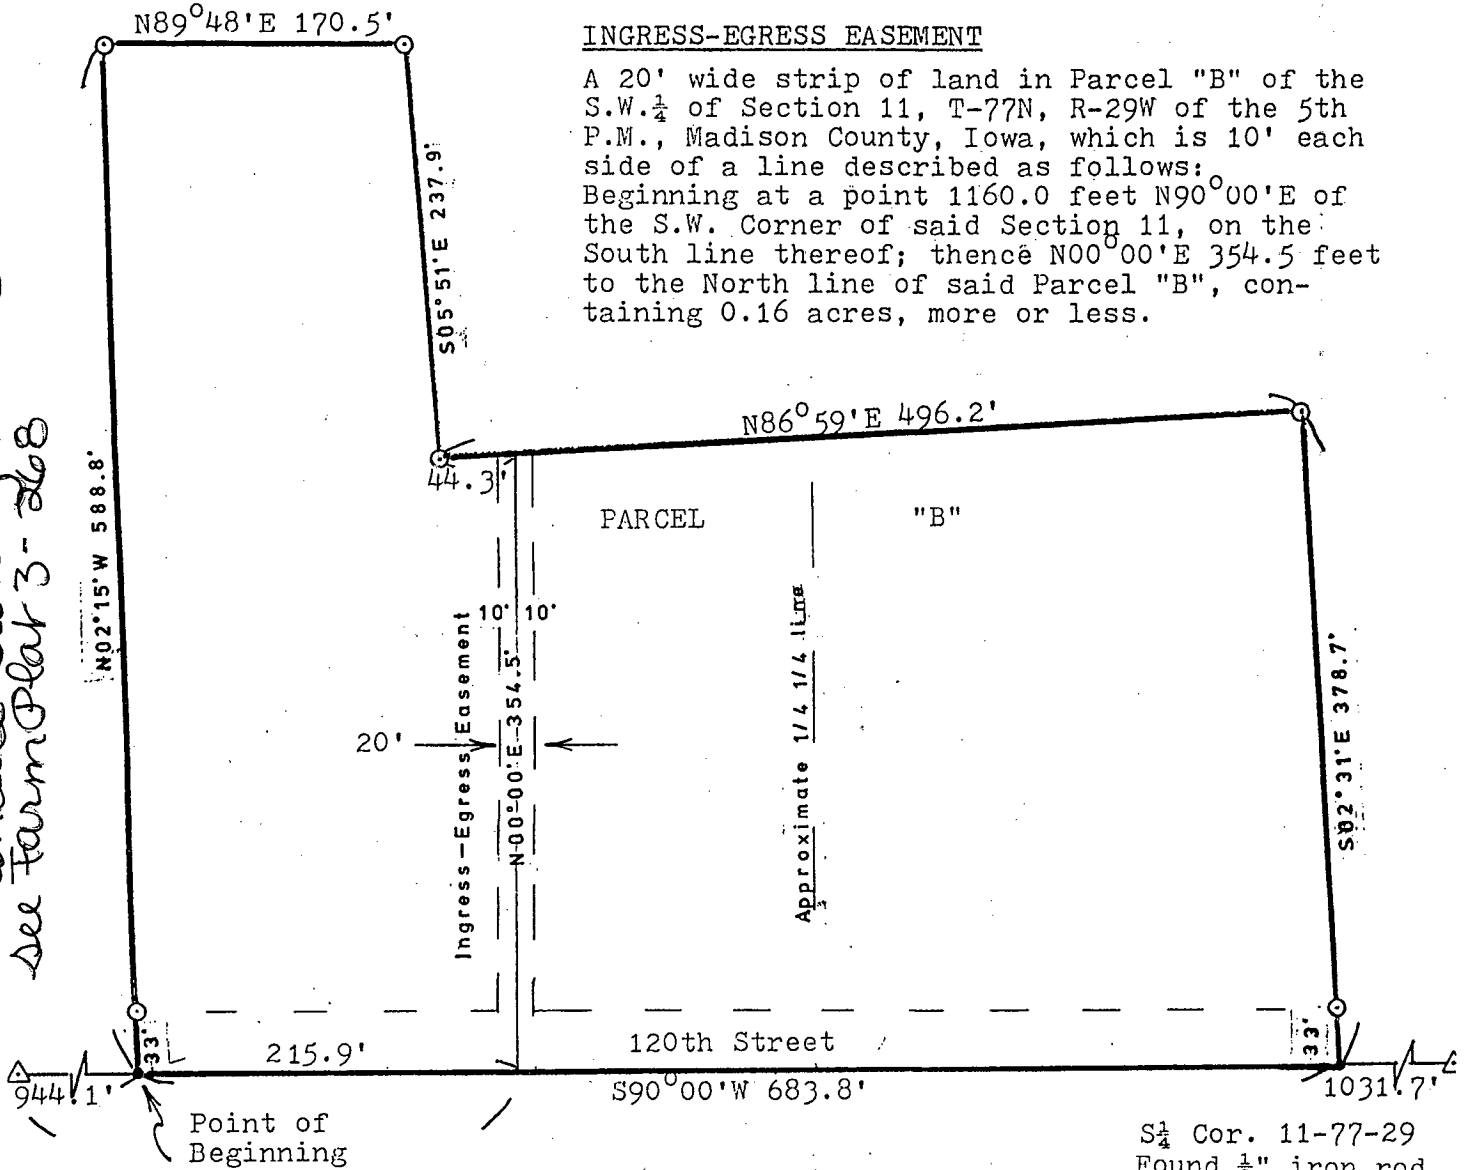 N89°48'E 170.5'
INGRESS-EGRESS EASEMENT
A 20' wide strip of land in Parcel "B" of the
S.W.¼ of Section 11, T-77N, R-29W of the 5th
P.M., Madison County, Iowa, which is 10' each
side of a line described as follows:
Beginning at a point 1160.0 feet N90°00'E of
the S.W. Corner of said Section 11, on the
South line thereof; thence N00°00'E 354.5 feet
to the North line of said Parcel "B", con-
taining 0.16 acres, more or less.
S05°51'E 237.9'
N86°59'E 496.2'
44.3'
PARCEL "B"
N02°15'W 588.8'
see Farm Plat 3-268
10' 10'
Ingress-Egress Easement
N00°00'E 354.5'
20'
Approximate 1/4 1/4 line
S02°31'E 378.7'
33'
215.9'
120th Street
33'
944.1'
S90°00'W 683.8'
1031.7'
Point of
Beginning
S¼ Cor. 11-77-29
Found ½" iron rod